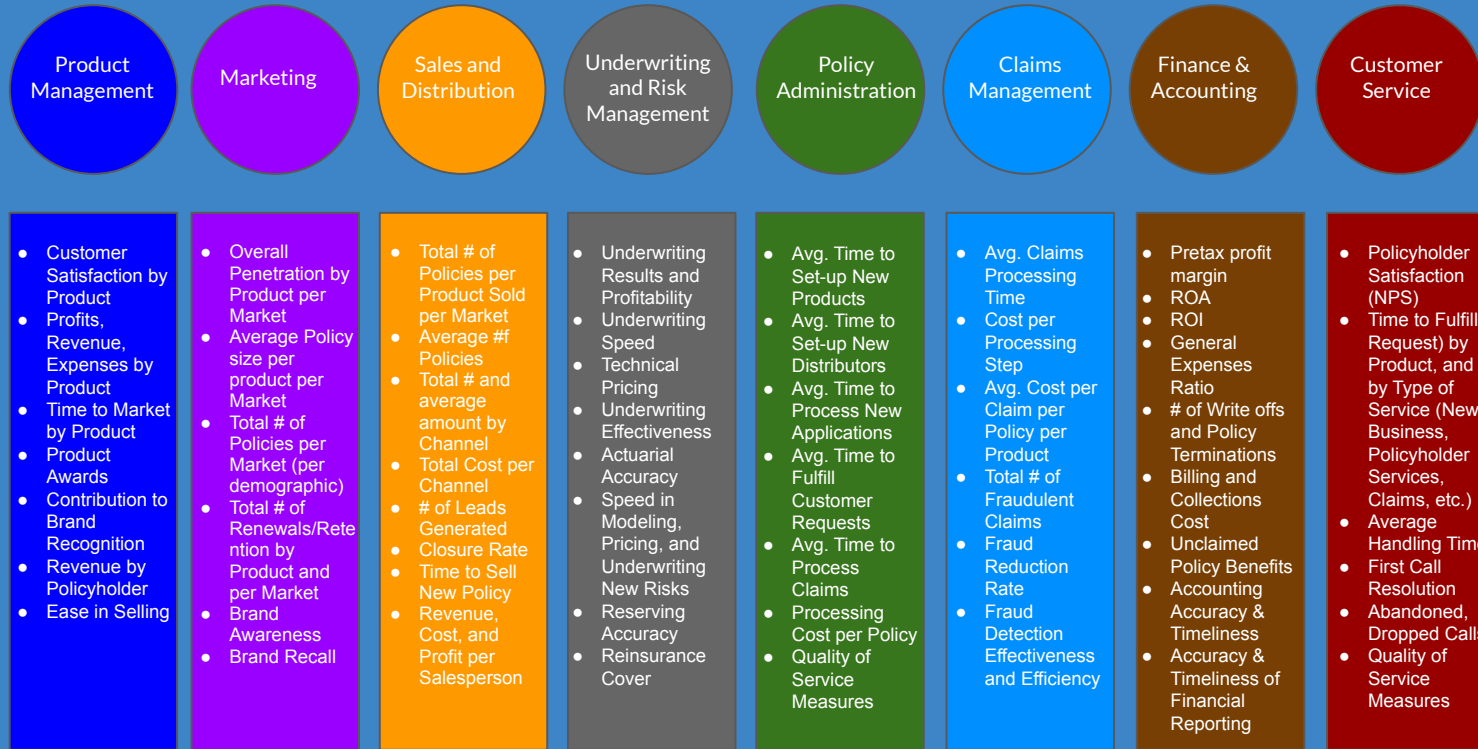 Product
Management
Marketing
Sales and
Distribution
Underwriting
and Risk
Management
Policy
Administration
Claims
Management
Finance &
Accounting
Customer
Service
● Customer
Satisfaction by
Product
● Profits,
Revenue,
Expenses by
Product
● Time to Market
by Product
● Product
Awards
● Contribution to
Brand
Recognition
● Revenue by
Policyholder
● Ease in Selling
● Overall
Penetration by
Product per
Market
● Average Policy
size per
product per
Market
● Total # of
Policies per
Market (per
demographic)
● Total # of
Renewals/Rete
ntion by
Product and
per Market
● Brand
Awareness
● Brand Recall
● Total # of
Policies per
Product Sold
per Market
● Average #f
Policies
● Total # and
average
amount by
Channel
● Total Cost per
Channel
● # of Leads
Generated
● Closure Rate
● Time to Sell
New Policy
● Revenue,
Cost, and
Profit per
Salesperson
● Underwriting
Results and
Profitability
● Underwriting
Speed
● Technical
Pricing
● Underwriting
Effectiveness
● Actuarial
Accuracy
● Speed in
Modeling,
Pricing, and
Underwriting
New Risks
● Reserving
Accuracy
● Reinsurance
Cover
● Avg. Time to
Set-up New
Products
● Avg. Time to
Set-up New
Distributors
● Avg. Time to
Process New
Applications
● Avg. Time to
Fulfill
Customer
Requests
● Avg. Time to
Process
Claims
● Processing
Cost per Policy
● Quality of
Service
Measures
● Avg. Claims
Processing
Time
● Cost per
Processing
Step
● Avg. Cost per
Claim per
Policy per
Product
● Total # of
Fraudulent
Claims
● Fraud
Reduction
Rate
● Fraud
Detection
Effectiveness
and Efficiency
● Pretax profit
margin
● ROA
● ROI
● General
Expenses
Ratio
● # of Write offs
and Policy
Terminations
● Billing and
Collections
Cost
● Unclaimed
Policy Benefits
● Accounting
Accuracy &
Timeliness
● Accuracy &
Timeliness of
Financial
Reporting
● Policyholder
Satisfaction
(NPS)
● Time to Fulfill
Request) by
Product, and
by Type of
Service (New
Business,
Policyholder
Services,
Claims, etc.)
● Average
Handling Time
● First Call
Resolution
● Abandoned,
Dropped Calls
● Quality of
Service
Measures